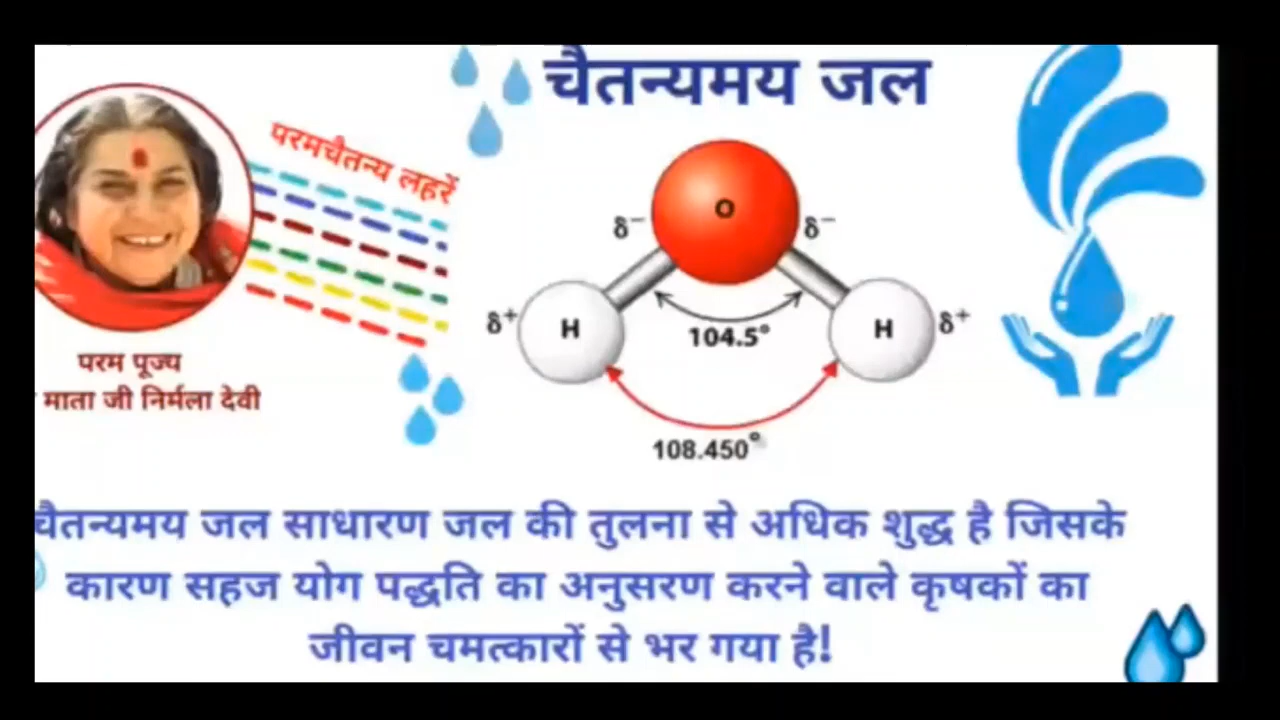 चैतन्यमय जल
परमचैतन्य लहरें
O
δ⁻ δ⁻
δ⁺ H H δ⁺
104.5°
108.450°
परम पूज्य
माता जी निर्मला देवी
चैतन्यमय जल साधारण जल की तुलना से अधिक शुद्ध है जिसके
कारण सहज योग पद्धति का अनुसरण करने वाले कृषकों का
जीवन चमत्कारों से भर गया है!